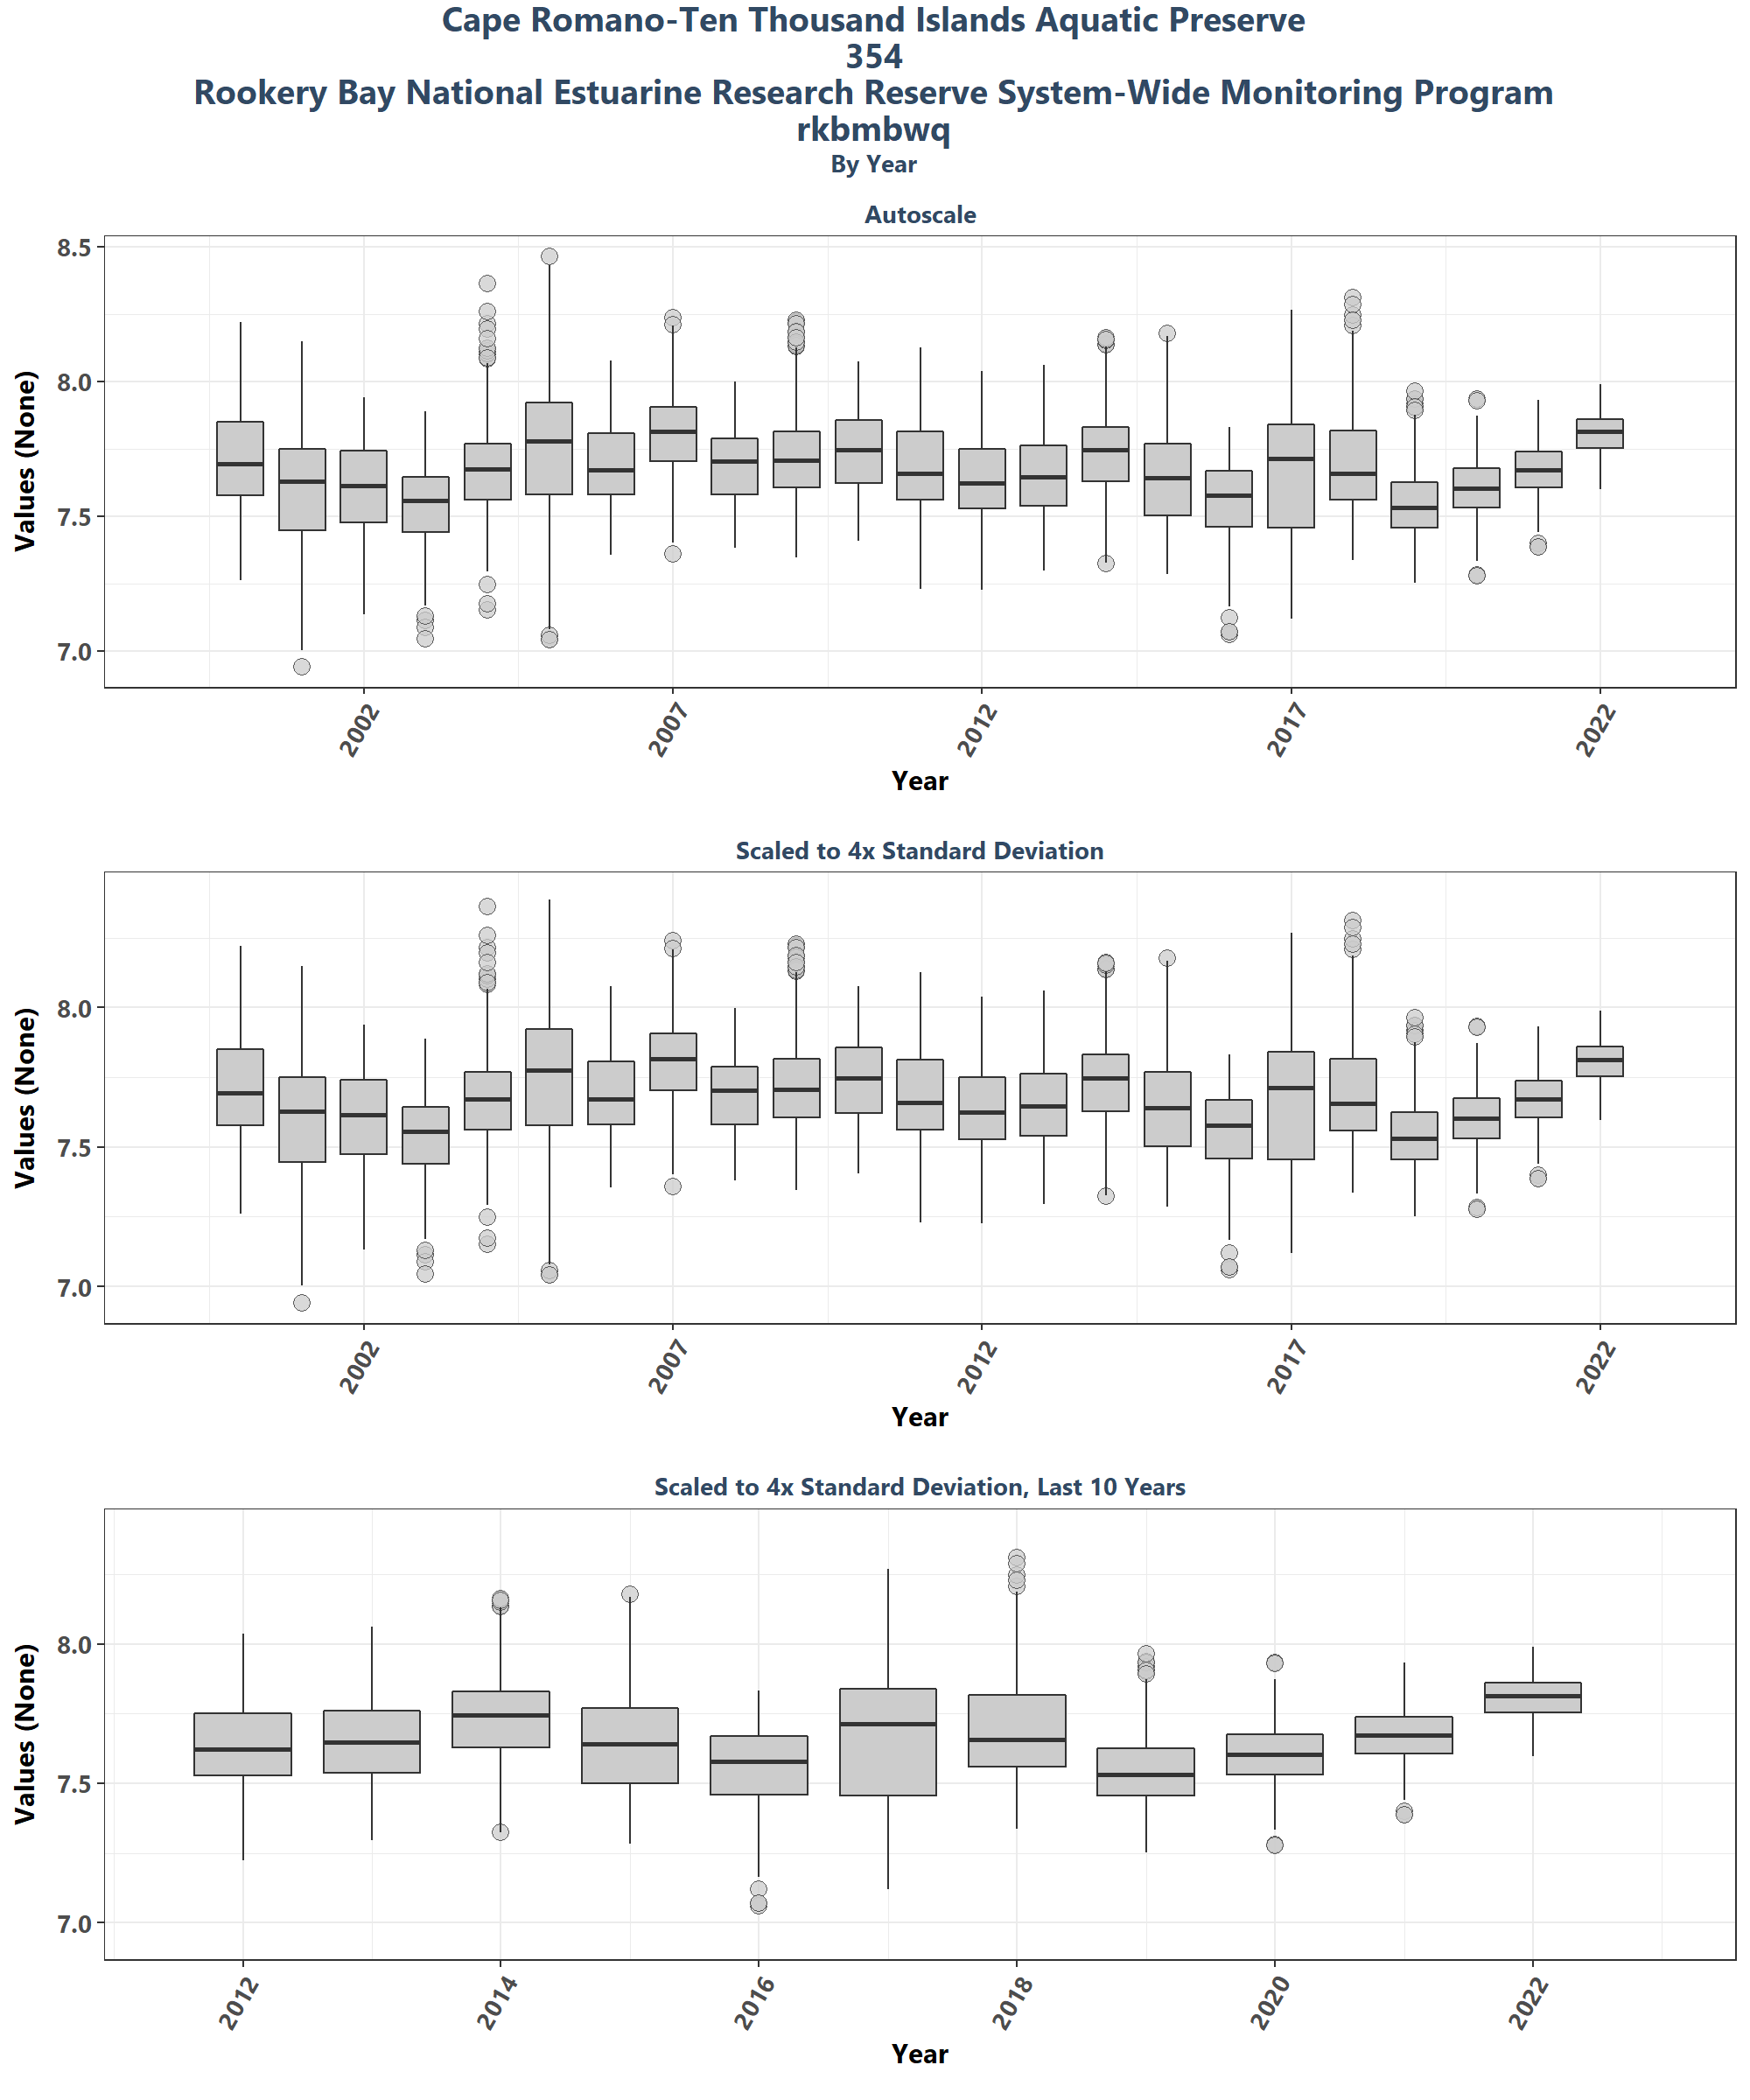 Cape Romano-Ten Thousand Islands Aquatic Preserve
354
Rookery Bay National Estuarine Research Reserve System-Wide Monitoring Program
rkbmbwq
By Year
Autoscale
Values (None)
8.5
8.0
7.5
7.0
2002
2007
2012
2017
2022
Year
Scaled to 4x Standard Deviation
Values (None)
8.0
7.5
7.0
2002
2007
2012
2017
2022
Year
Scaled to 4x Standard Deviation, Last 10 Years
Values (None)
8.0
7.5
7.0
2012
2014
2016
2018
2020
2022
Year